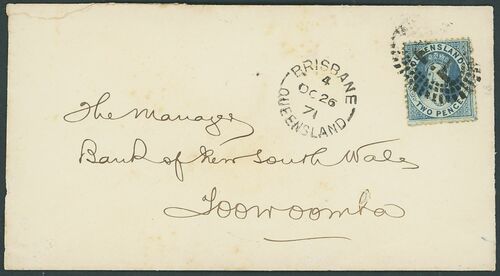 BRISBANE
4
OC 26
71
QUEENSLAND
QUEENSLAND
TWO PENCE
The Manager
Bank of New South Wales
Toowoomba